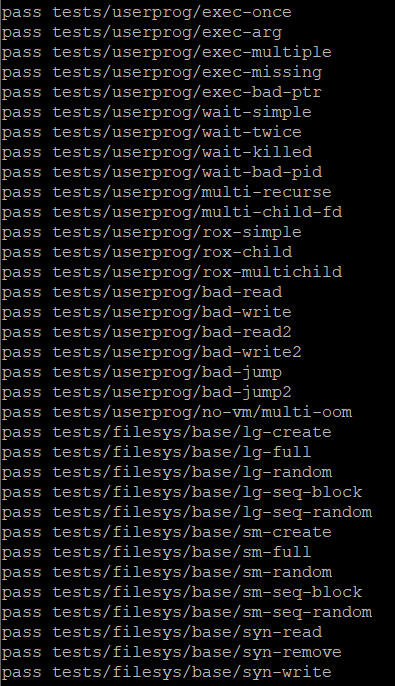 pass tests/userprog/exec-once
pass tests/userprog/exec-arg
pass tests/userprog/exec-multiple
pass tests/userprog/exec-missing
pass tests/userprog/exec-bad-ptr
pass tests/userprog/wait-simple
pass tests/userprog/wait-twice
pass tests/userprog/wait-killed
pass tests/userprog/wait-bad-pid
pass tests/userprog/multi-recurse
pass tests/userprog/multi-child-fd
pass tests/userprog/rox-simple
pass tests/userprog/rox-child
pass tests/userprog/rox-multichild
pass tests/userprog/bad-read
pass tests/userprog/bad-write
pass tests/userprog/bad-read2
pass tests/userprog/bad-write2
pass tests/userprog/bad-jump
pass tests/userprog/bad-jump2
pass tests/userprog/no-vm/multi-oom
pass tests/filesys/base/lg-create
pass tests/filesys/base/lg-full
pass tests/filesys/base/lg-random
pass tests/filesys/base/lg-seq-block
pass tests/filesys/base/lg-seq-random
pass tests/filesys/base/sm-create
pass tests/filesys/base/sm-full
pass tests/filesys/base/sm-random
pass tests/filesys/base/sm-seq-block
pass tests/filesys/base/sm-seq-random
pass tests/filesys/base/syn-read
pass tests/filesys/base/syn-remove
pass tests/filesys/base/syn-write